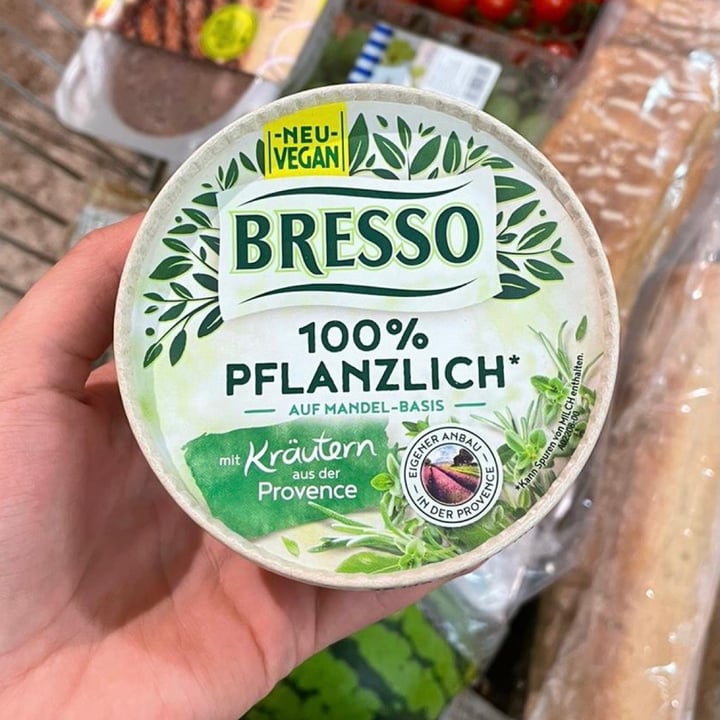 -NEU-
VEGAN
BRESSO
100%
PFLANZLICH*
AUF MANDEL-BASIS
mit Kräutern
aus der
Provence
EIGENER ANBAU
IN DER PROVENCE
*Kann Spuren von MILCH enthalten.